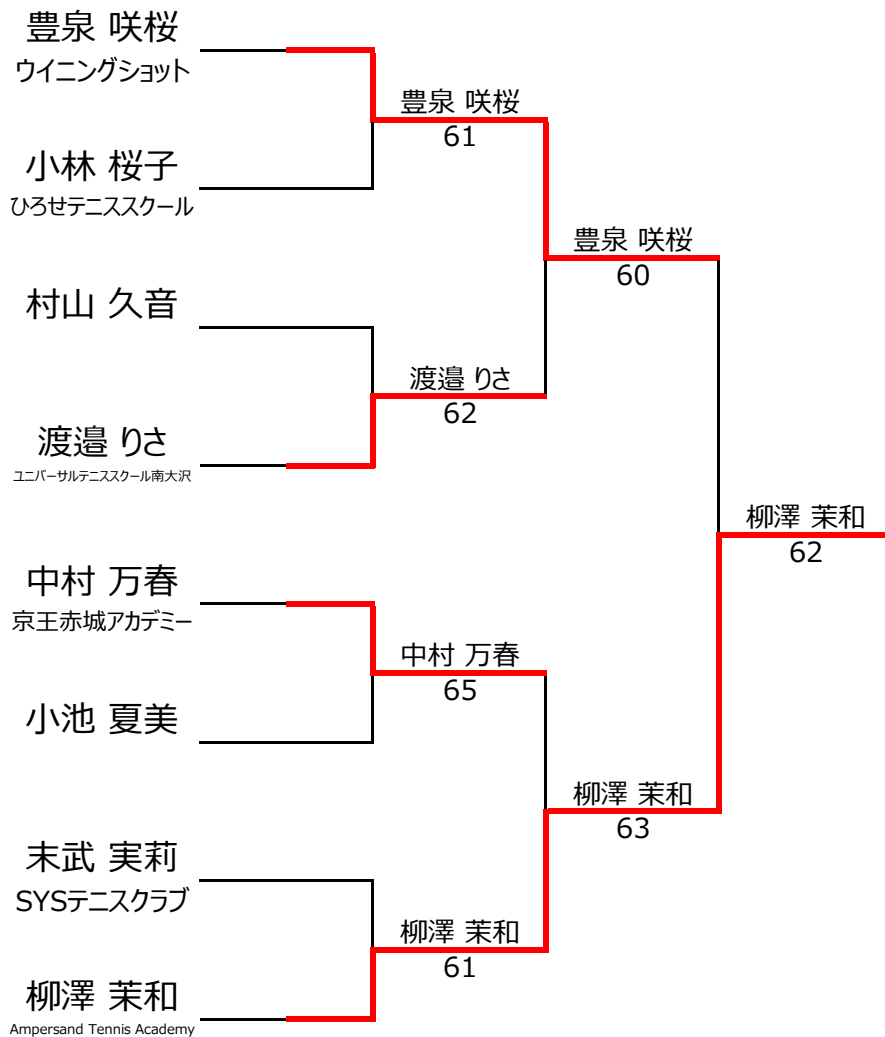 豊泉 咲桜
ウイニングショット
小林 桜子
ひろせテニススクール
村山 久音
渡邉 りさ
ユニバーサルテニススクール南大沢
中村 万春
京王赤城アカデミー
小池 夏美
末武 実莉
SYSテニスクラブ
柳澤 茉和
Ampersand Tennis Academy
豊泉 咲桜
61
渡邉 りさ
62
中村 万春
65
柳澤 茉和
61
豊泉 咲桜
60
柳澤 茉和
63
柳澤 茉和
62